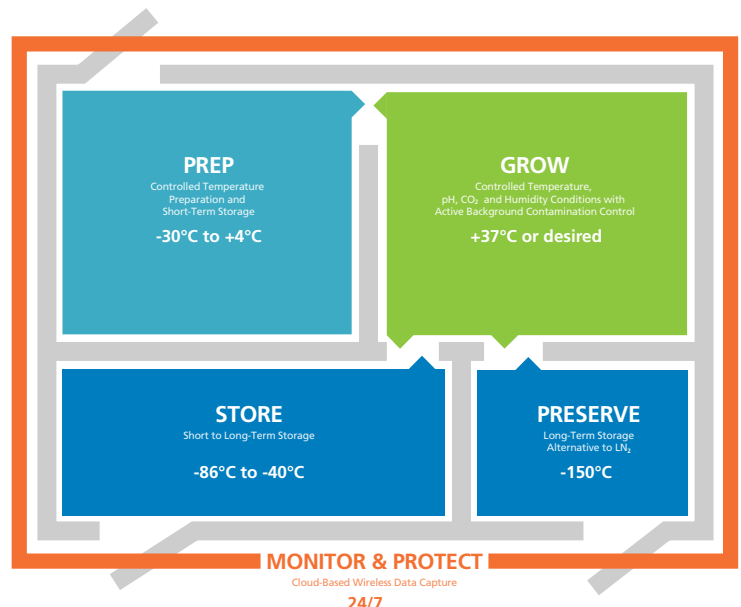 PREP
Controlled Temperature
Preparation and
Short-Term Storage
-30°C to +4°C
GROW
Controlled Temperature,
pH, CO₂ and Humidity Conditions with
Active Background Contamination Control
+37°C or desired
STORE
Short to Long-Term Storage
-86°C to -40°C
PRESERVE
Long-Term Storage
Alternative to LN₂
-150°C
MONITOR & PROTECT
Cloud-Based Wireless Data Capture
24/7